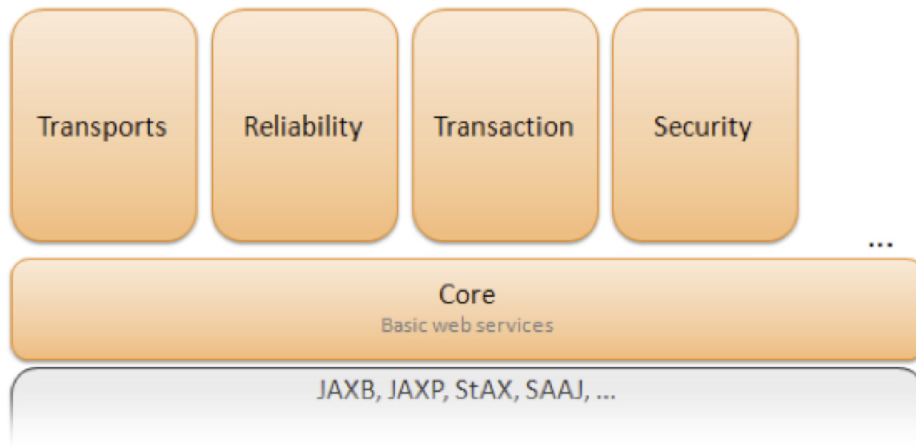 Transports
Reliability
Transaction
Security
...
Core
Basic web services
JAXB, JAXP, StAX, SAAJ, ...